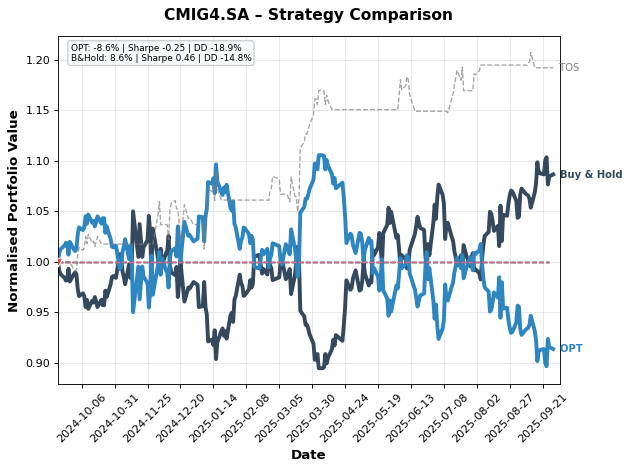 CMIG4.SA – Strategy Comparison
OPT: -8.6% | Sharpe -0.25 | DD -18.9%
B&Hold: 8.6% | Sharpe 0.46 | DD -14.8%
Normalised Portfolio Value
1.20
1.15
1.10
1.05
1.00
0.95
0.90
TOS
Buy & Hold
OPT
2024-10-06
2024-10-31
2024-11-25
2024-12-20
2025-01-14
2025-02-08
2025-03-05
2025-03-30
2025-04-24
2025-05-19
2025-06-13
2025-07-08
2025-08-02
2025-08-27
2025-09-21
Date